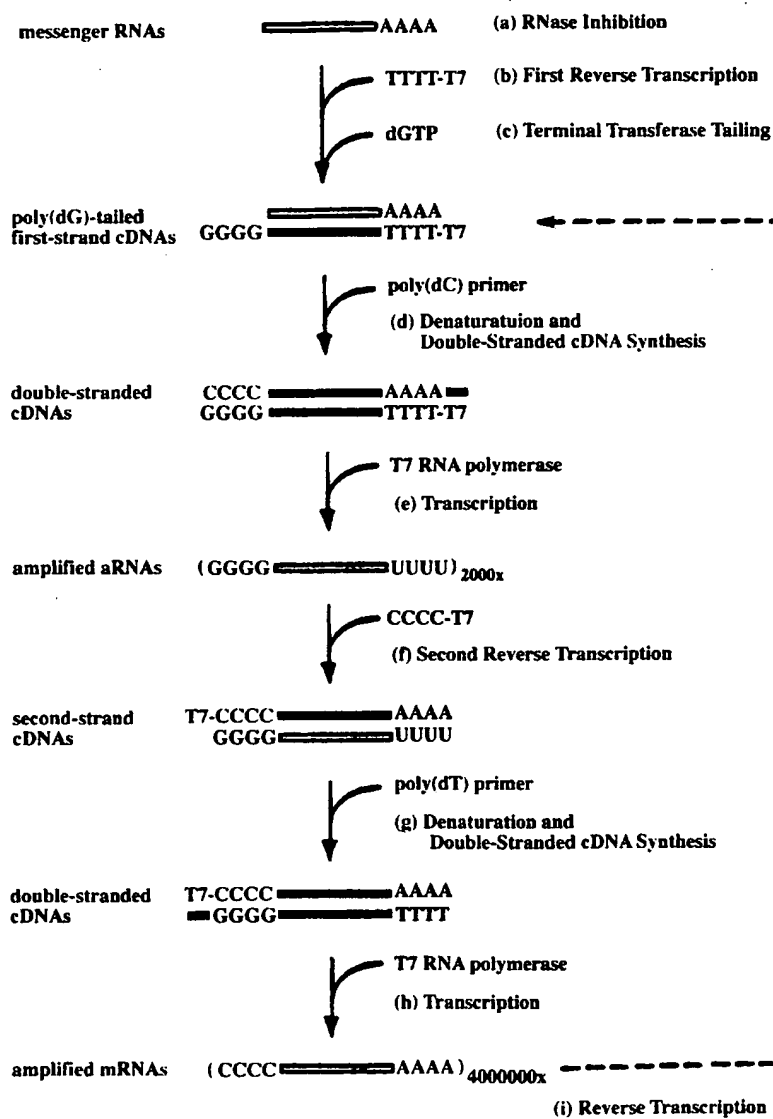 messenger RNAs AAAA (a) RNase Inhibition
TTTT-T7 (b) First Reverse Transcription
dGTP (c) Terminal Transferase Tailing
poly(dG)-tailed AAAA
first-strand cDNAs GGGG TTTT-T7
poly(dC) primer
(d) Denaturatuion and
Double-Stranded cDNA Synthesis
double-stranded CCCC AAAA
cDNAs GGGG TTTT-T7
T7 RNA polymerase
(e) Transcription
amplified aRNAs (GGGG UUUU)2000x
CCCC-T7
(f) Second Reverse Transcription
second-strand T7-CCCC AAAA
cDNAs GGGG UUUU
poly(dT) primer
(g) Denaturation and
Double-Stranded cDNA Synthesis
double-stranded T7-CCCC AAAA
cDNAs GGGG TTTT
T7 RNA polymerase
(h) Transcription
amplified mRNAs (CCCC AAAA)4000000x
(i) Reverse Transcription